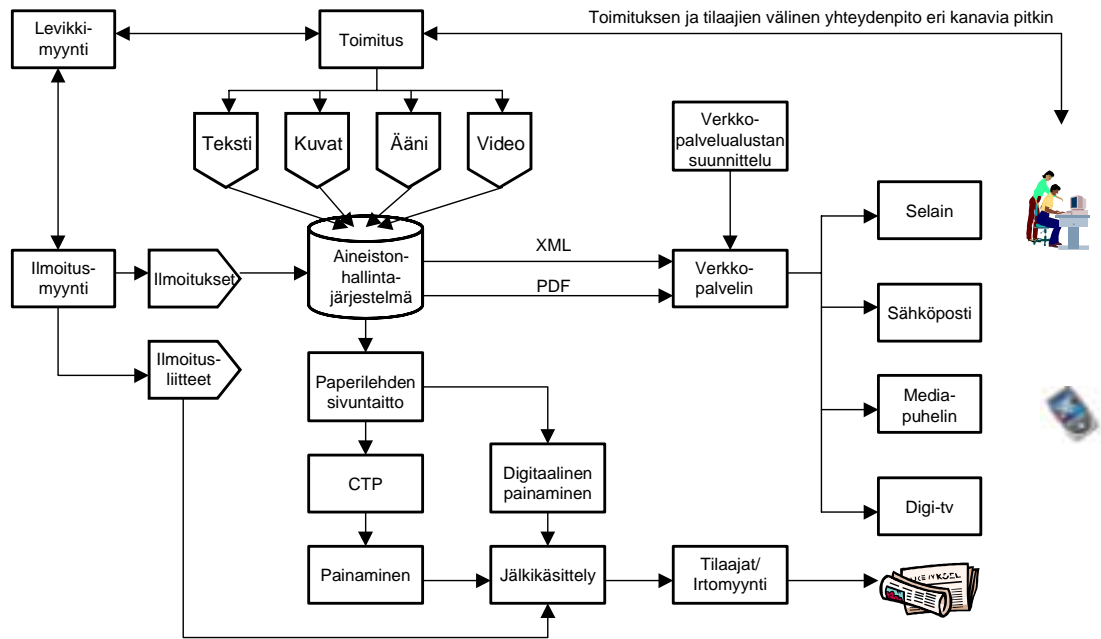 Toimituksen ja tilaajien välinen yhteydenpito eri kanavia pitkin
Levikki-
myynti
Toimitus
Teksti
Kuvat
Ääni
Video
Verkko-
palvelualustan
suunnittelu
Selain
Ilmoitus-
myynti
Ilmoitukset
Aineiston-
hallinta-
järjestelmä
XML
PDF
Verkko-
palvelin
Sähköposti
Ilmoitus-
liitteet
Paperilehden
sivuntaitto
Media-
puhelin
CTP
Digitaalinen
painaminen
Digi-tv
Painaminen
Jälkikäsittely
Tilaajat/
Irtomyynti